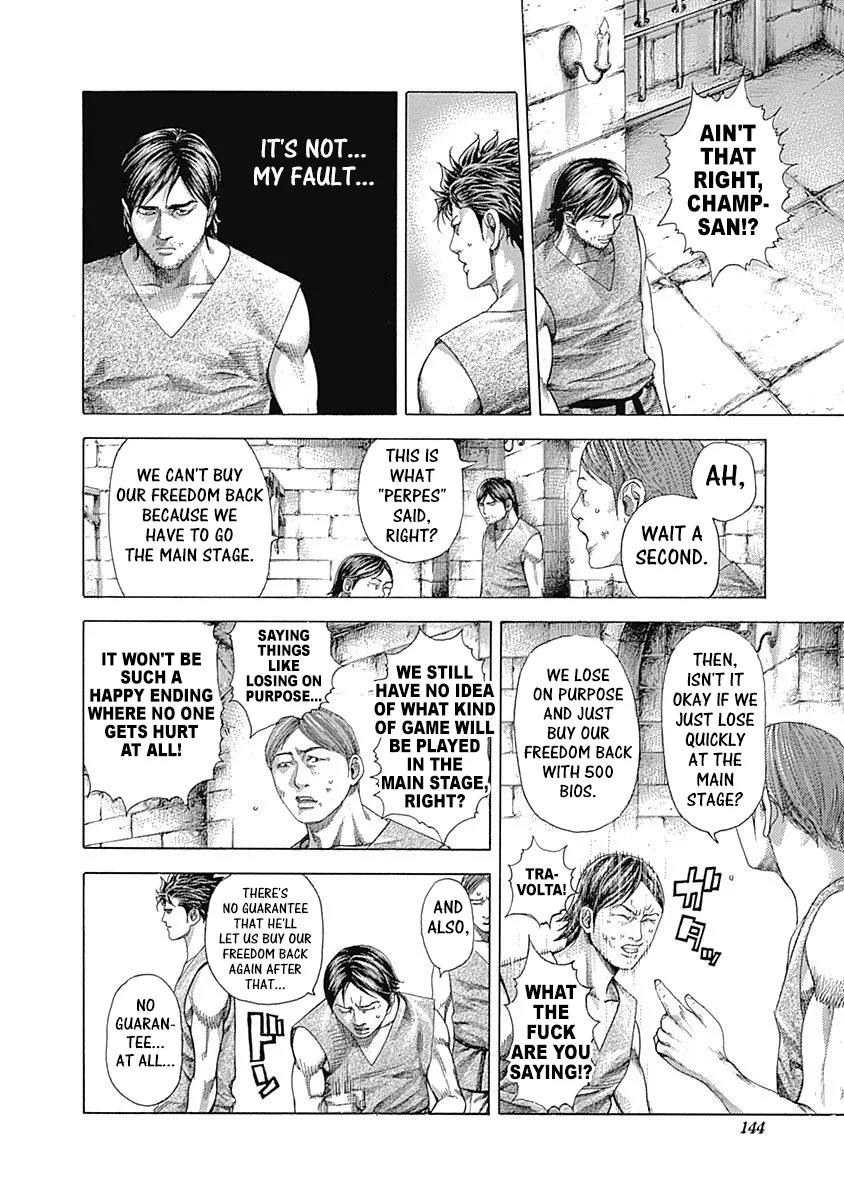 AIN'T
THAT
RIGHT,
CHAMP-
SAN!?
IT'S NOT...
MY FAULT...
AH,
WAIT A
SECOND.
THIS IS
WHAT
"PERPES"
SAID,
RIGHT?
WE CAN'T BUY
OUR FREEDOM BACK
BECAUSE WE
HAVE TO GO
THE MAIN STAGE.
THEN,
ISN'T IT
OKAY IF WE
JUST LOSE
QUICKLY
AT THE
MAIN
STAGE?
WE LOSE
ON PURPOSE
AND JUST
BUY OUR
FREEDOM BACK
WITH 500
BIOS.
ガタッ
TRA-
VOLTA!
WHAT
THE
FUCK
ARE YOU
SAYING!?
WE STILL
HAVE NO IDEA
OF WHAT KIND
OF GAME WILL
BE PLAYED
IN THE
MAIN STAGE,
RIGHT?
SAYING
THINGS
LIKE
LOSING ON
PURPOSE...
IT WON'T BE
SUCH A
HAPPY ENDING
WHERE NO ONE
GETS HURT
AT ALL!
AND
ALSO,
THERE'S
NO GUARANTEE
THAT HE'LL
LET US BUY OUR
FREEDOM BACK
AGAIN AFTER
THAT...
ドン
NO
GUARAN-
TEE...
AT ALL...
144